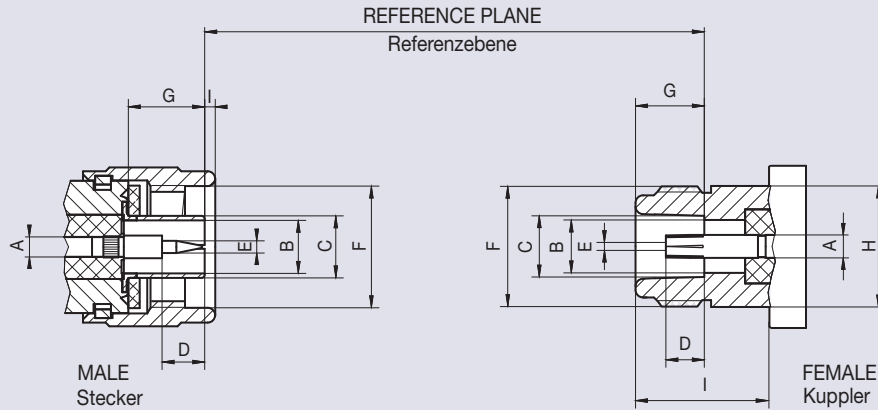 REFERENCE PLANE
Referenzebene
G
I
A
E
B
C
F
D
MALE
Stecker
G
F
C
B
E
A
H
D
I
FEMALE
Kuppler